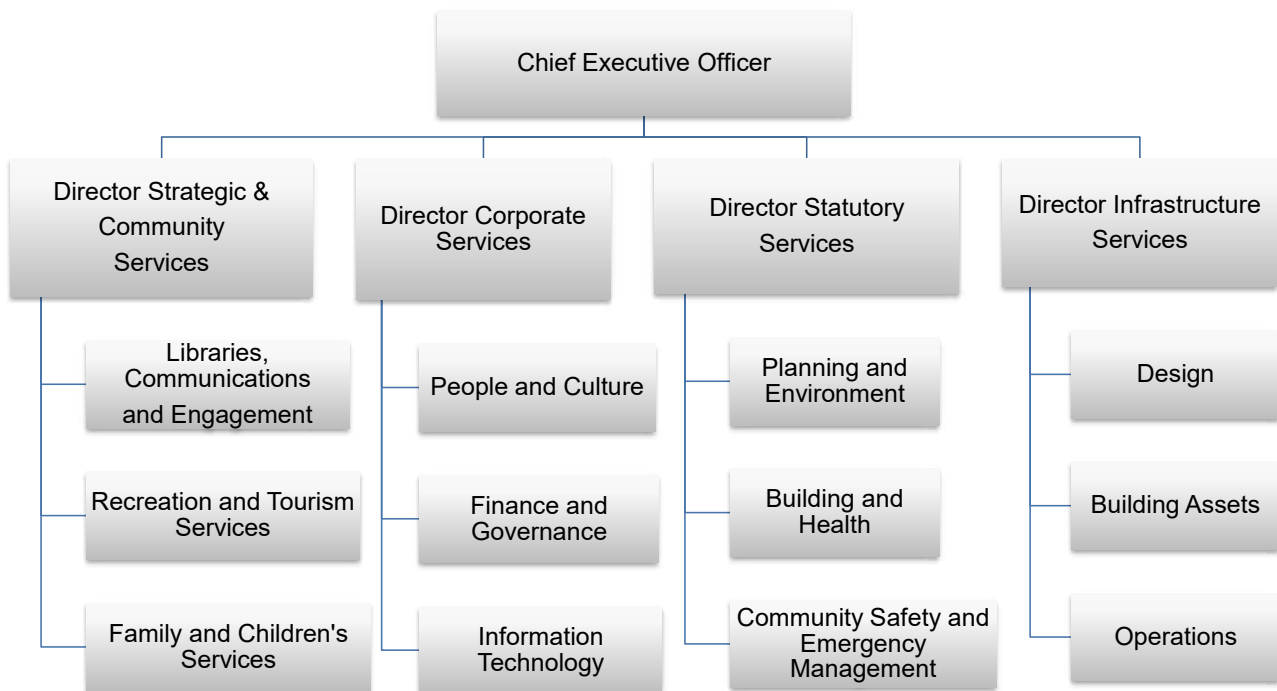 Chief Executive Officer
Director Strategic &
Community
Services
Director Corporate
Services
Director Statutory
Services
Director Infrastructure
Services
Libraries,
Communications
and Engagement
Recreation and Tourism
Services
Family and Children's
Services
People and Culture
Finance and
Governance
Information
Technology
Planning and
Environment
Building and
Health
Community Safety and
Emergency
Management
Design
Building Assets
Operations